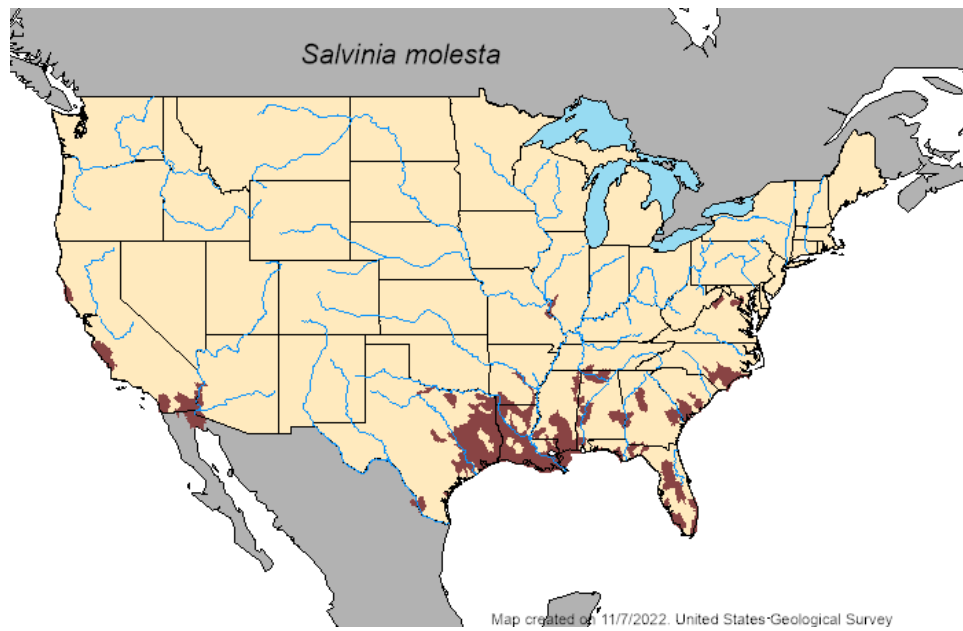 Salvinia molesta
Map created on 11/7/2022. United States Geological Survey